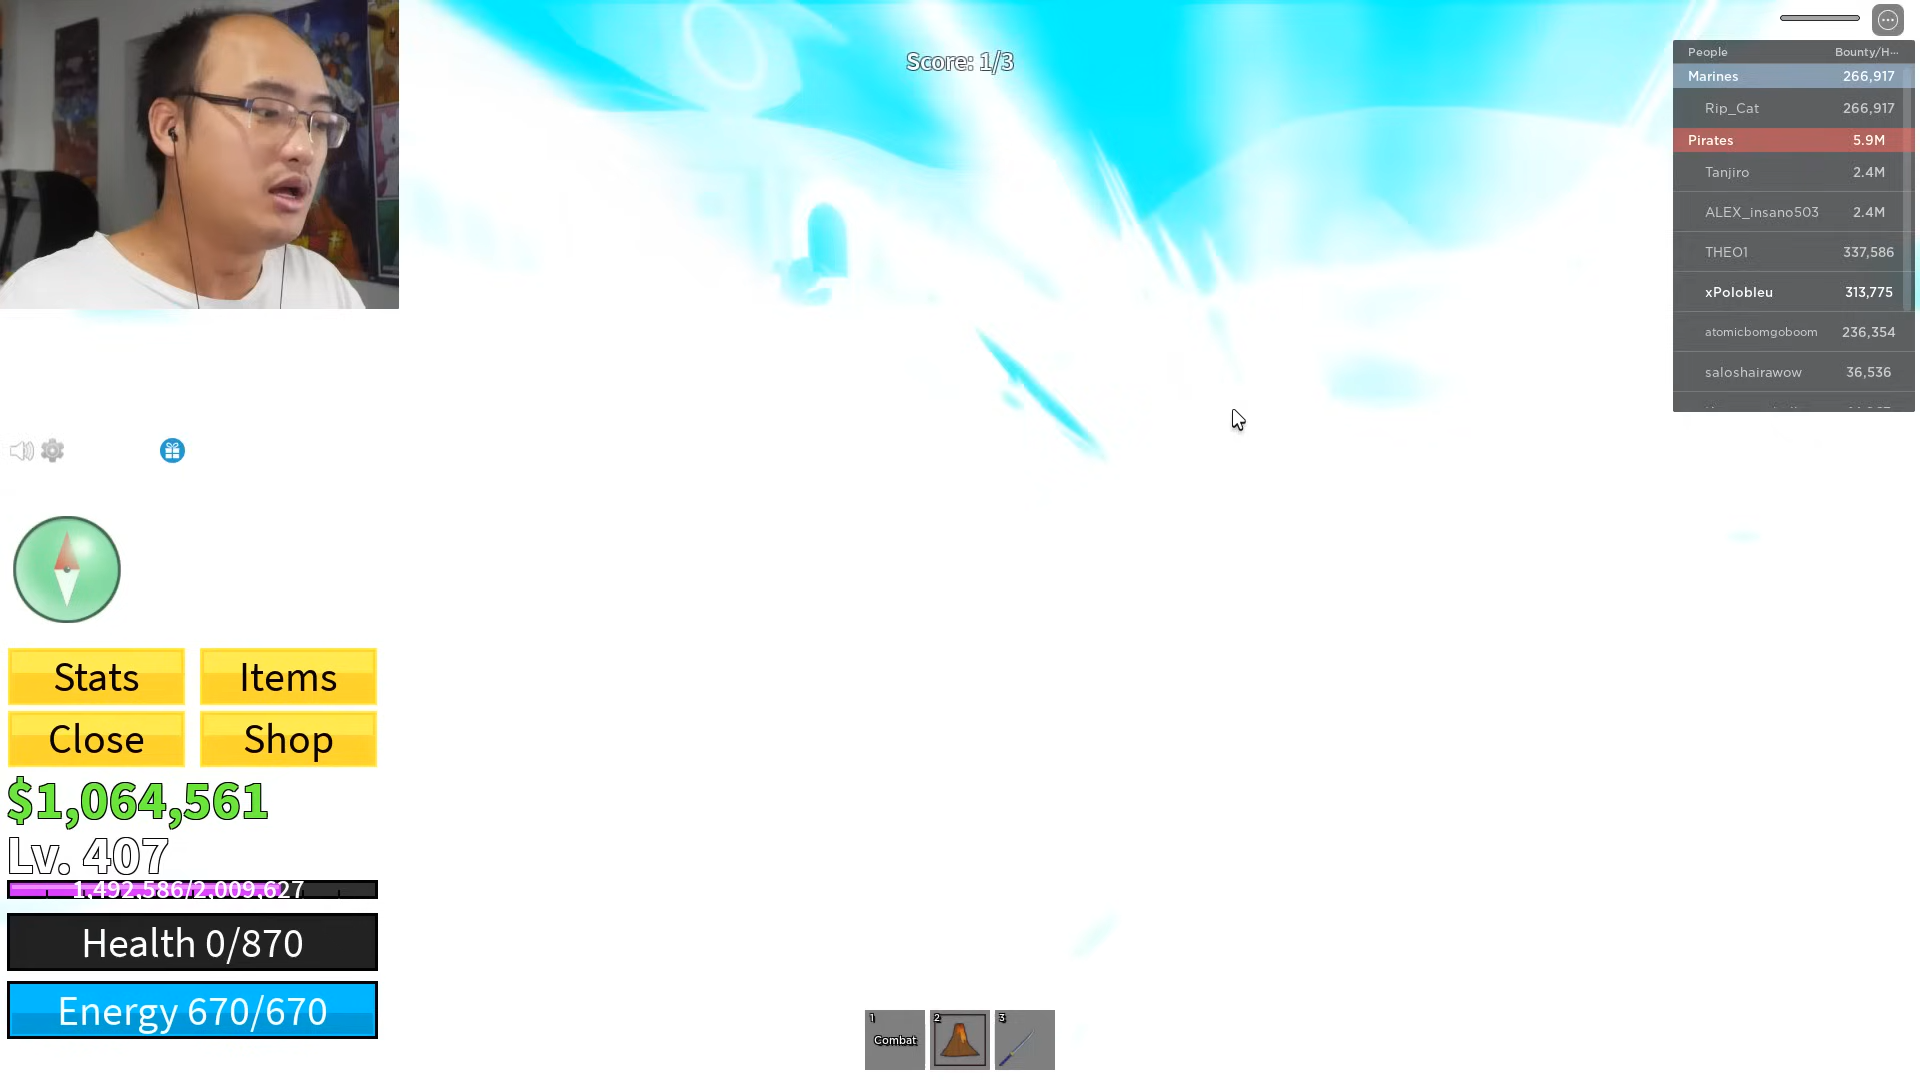 Score: 1/3
People Bounty/H...
Marines 266,917
Rip_Cat 266,917
Pirates 5.9M
Tanjiro 2.4M
ALEX_insano503 2.4M
THEO1 337,586
xPolobleu 313,775
atomicbomgoboom 236,354
saloshairawow 36,536
Stats Items
Close Shop
$1,064,561
Lv. 407
1,492,586/2,009,627
Health 0/870
Energy 670/670
1 2 3
Combat